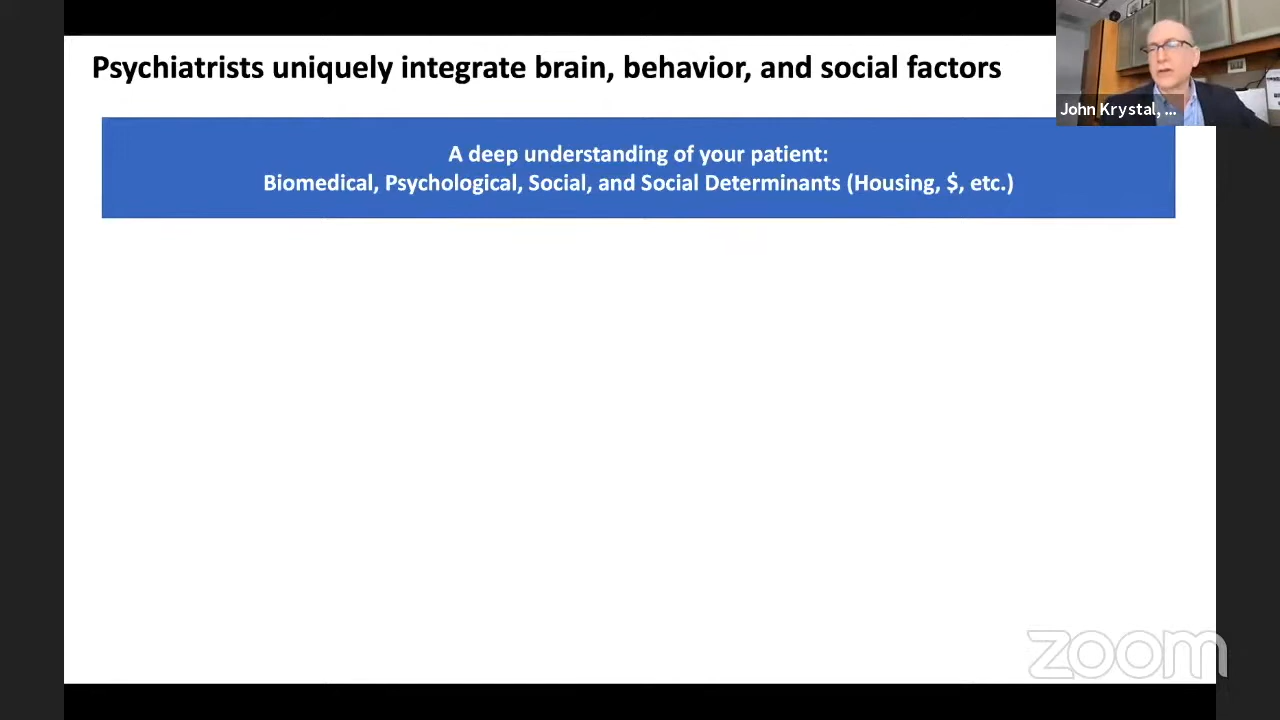 Psychiatrists uniquely integrate brain, behavior, and social factors
John Krystal, ...
A deep understanding of your patient:
Biomedical, Psychological, Social, and Social Determinants (Housing, $, etc.)
zoom